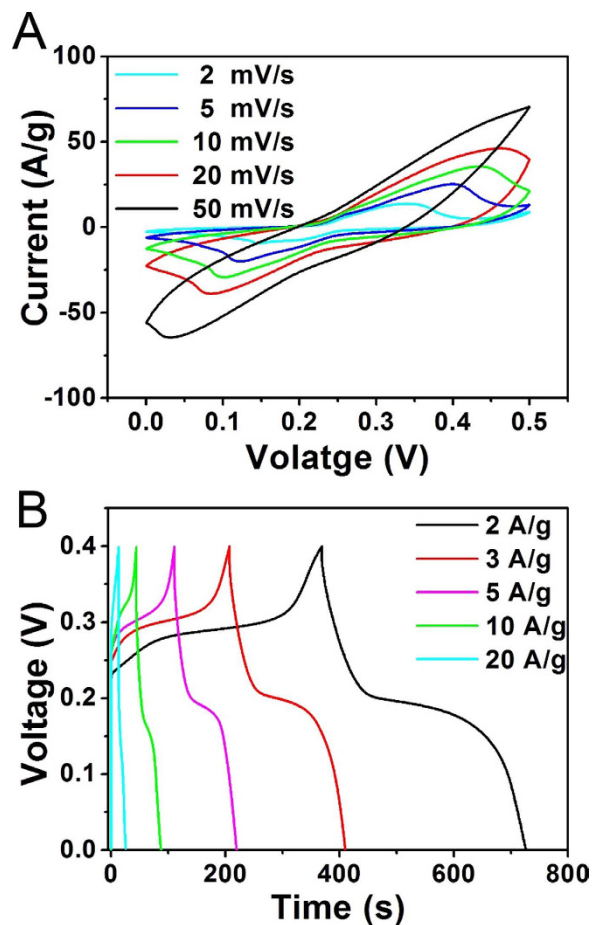 A
100
50
0
-50
-100
Current (A/g)
2 mV/s
5 mV/s
10 mV/s
20 mV/s
50 mV/s
0.0 0.1 0.2 0.3 0.4 0.5
Volatge (V)
B
0.4
0.3
0.2
0.1
0.0
Voltage (V)
2 A/g
3 A/g
5 A/g
10 A/g
20 A/g
0 200 400 600 800
Time (s)